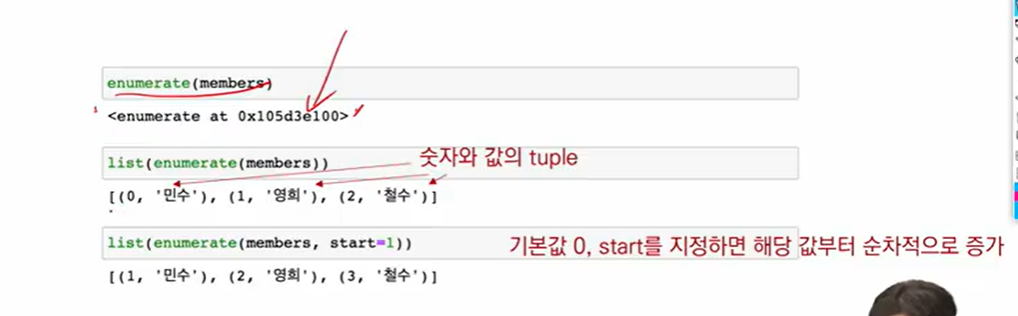 enumerate(members)
<enumerate at 0x105d3e100>
list(enumerate(members))
숫자와 값의 tuple
[(0, '민수'), (1, '영희'), (2, '철수')]
list(enumerate(members, start=1))
기본값 0, start를 지정하면 해당 값부터 순차적으로 증가
[(1, '민수'), (2, '영희'), (3, '철수')]